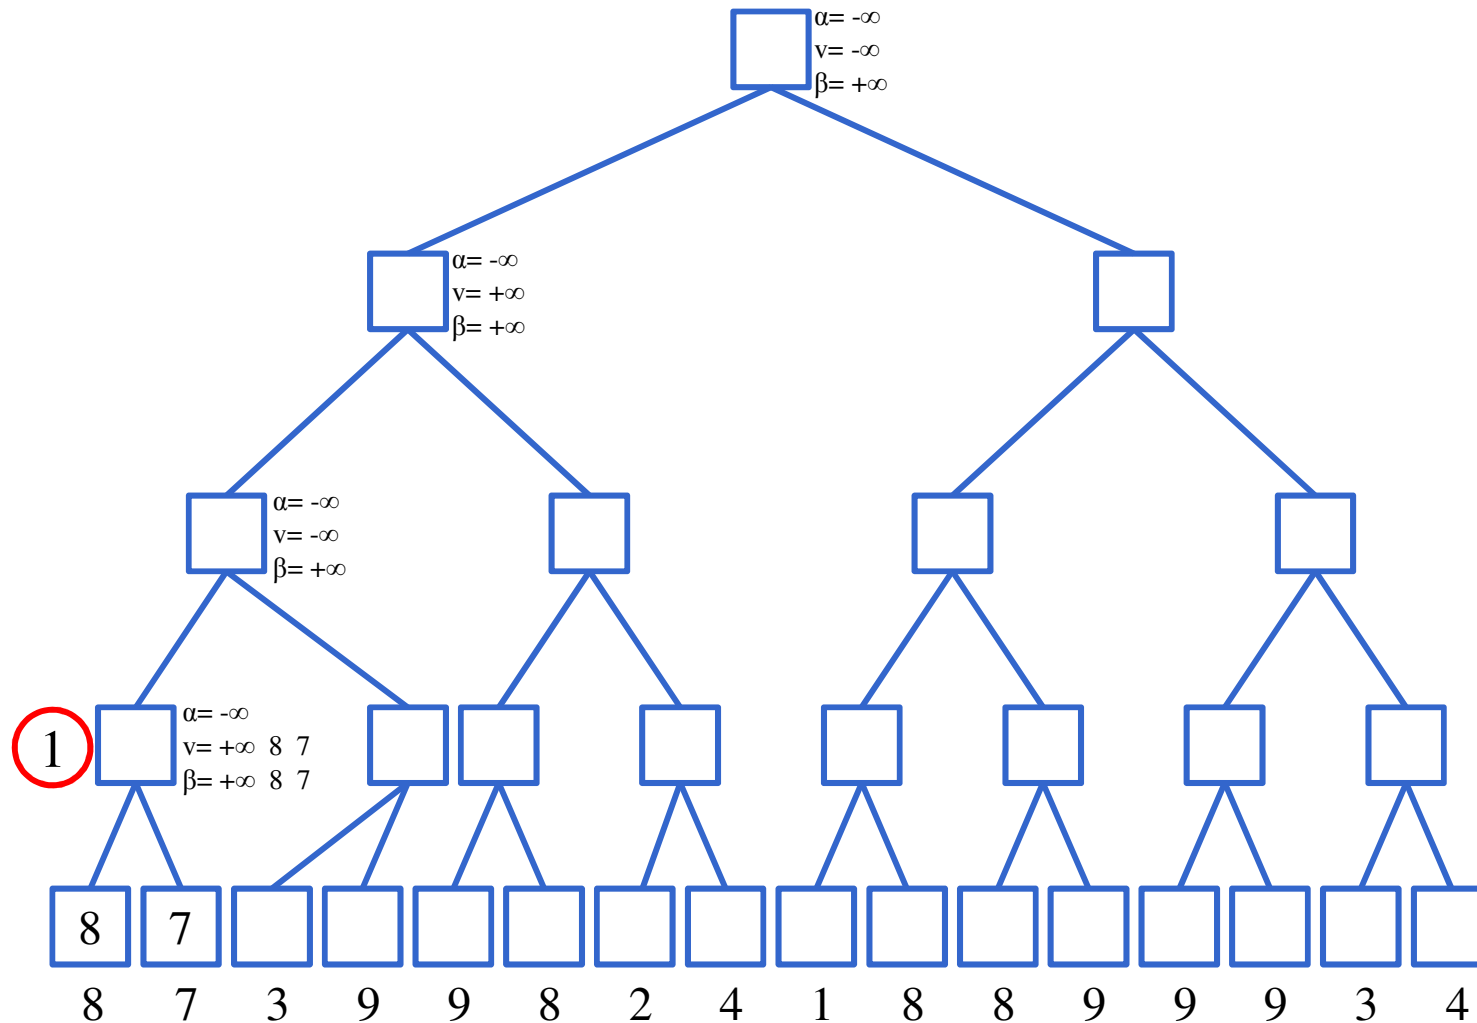 α= -∞
v= -∞
β= +∞
α= -∞
v= +∞
β= +∞
α= -∞
v= -∞
β= +∞
1
α= -∞
v= +∞ 8 7
β= +∞ 8 7
8 7
8 7 3 9 9 8 2 4 1 8 8 9 9 9 3 4